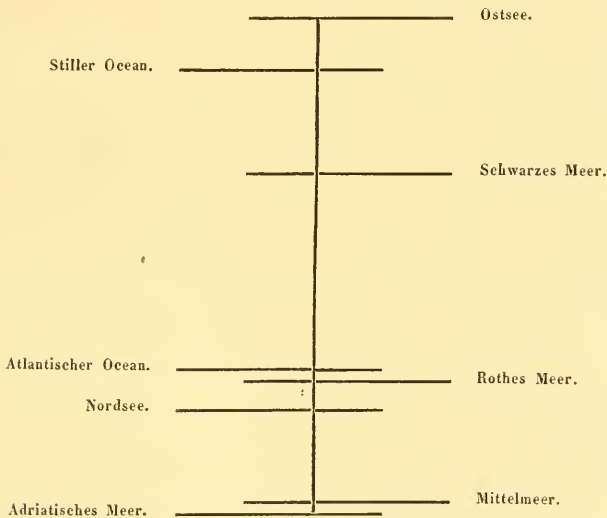 Ostsee.
Stiller Ocean.
Schwarzes Meer.
Atlantischer Ocean.
Rothes Meer.
Nordsee.
Mittelmeer.
Adriatisches Meer.